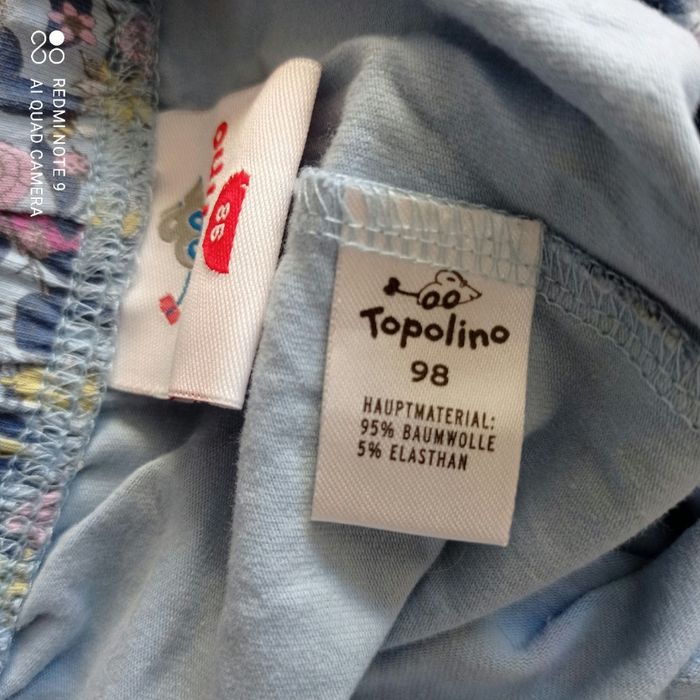 REDMI NOTE 9
AI QUAD CAMERA
98
Topolino
98
HAUPTMATERIAL:
95% BAUMWOLLE
5% ELASTHAN